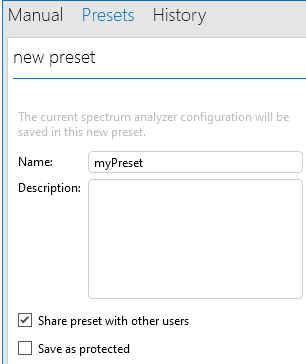 Manual Presets History
new preset
The current spectrum analyzer configuration will be
saved in this new preset.
Name: myPreset
Description:
Share preset with other users
Save as protected